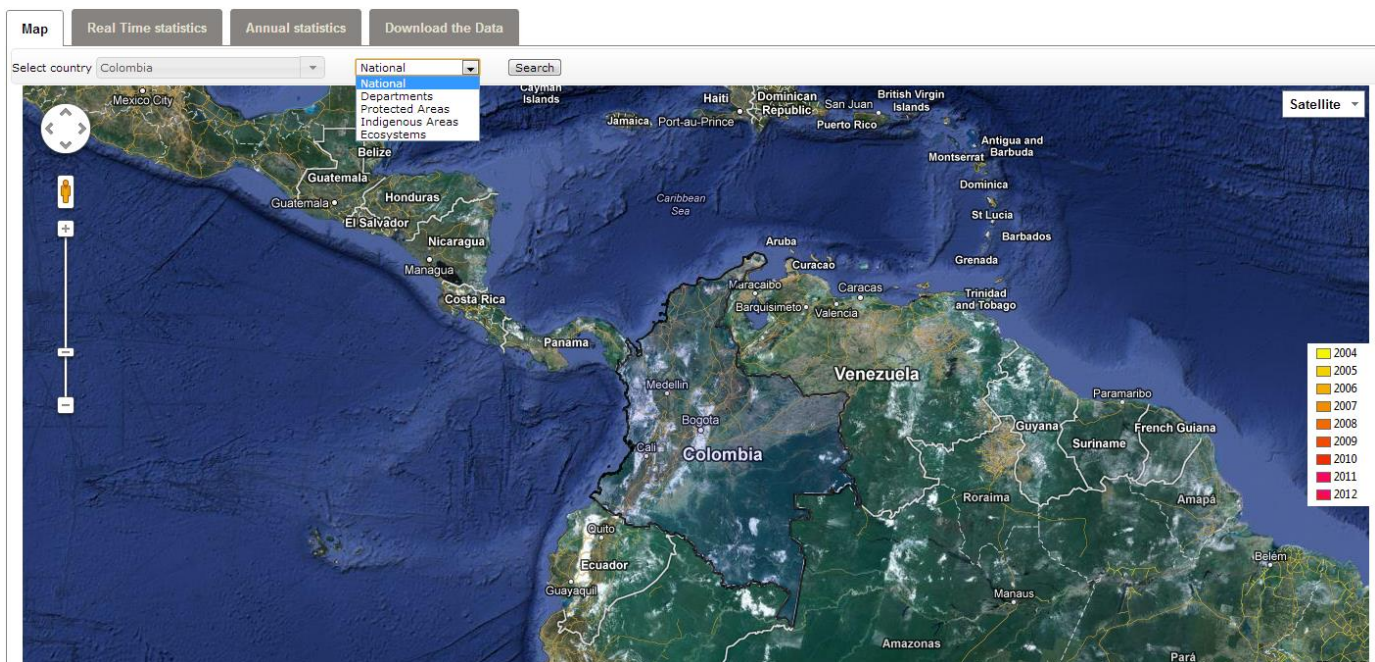 Map
Real Time statistics
Annual statistics
Download the Data
Select country
Colombia
National
Search
National
Departments
Protected Areas
Indigenous Areas
Ecosystems
Satellite
Mexico City
Cayman
Islands
Haiti
Dominican
Republic
San Juan
British Virgin
Islands
Jamaica
Port-au-Prince
Puerto Rico
Belize
Antigua and
Barbuda
Montserrat
Guatemala
Dominica
Honduras
Guatemala
Caribbean
Sea
El Salvador
St Lucia
Nicaragua
Barbados
Aruba
Managua
Curacao
Grenada
Maracaibo
Caracas
Costa Rica
Barquisimeto
Valencia
Trinidad
and Tobago
Panama
Venezuela
Medellin
Paramaribo
Bogota
Guyana
French Guiana
Suriname
Cali
Colombia
Roraima
Amapá
Quito
Ecuador
Belém
Guayaquil
Manaus
Amazonas
Pará
2004
2005
2006
2007
2008
2009
2010
2011
2012